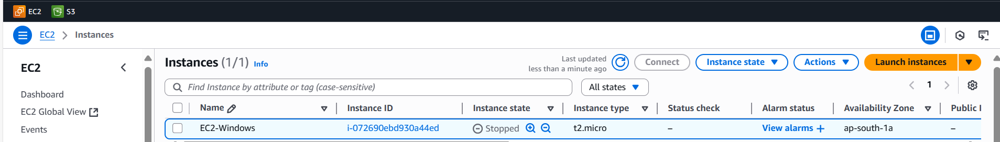 EC2 S3
EC2 Instances
EC2
Dashboard
EC2 Global View
Events
Instances (1/1) Info
Last updated
less than a minute ago
Connect Instance state Actions Launch instances
Find Instance by attribute or tag (case-sensitive) All states 1
Name Instance ID Instance state Instance type Status check Alarm status Availability Zone Public I
EC2-Windows i-072690ebd930a44ed Stopped t2.micro – View alarms + ap-south-1a –